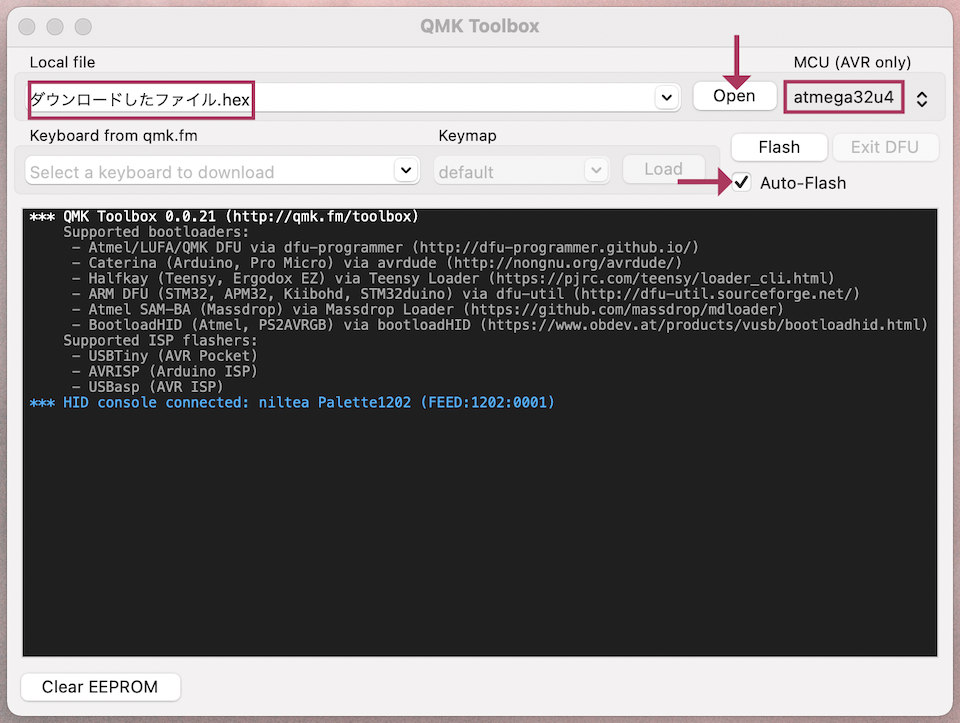 QMK Toolbox
Local file
MCU (AVR only)
ダウンロードしたファイル.hex
Open
atmega32u4
Keyboard from qmk.fm
Keymap
Flash
Exit DFU
Select a keyboard to download
default
Load
Auto-Flash
*** QMK Toolbox 0.0.21 (http://qmk.fm/toolbox)
Supported bootloaders:
- Atmel/LUFA/QMK DFU via dfu-programmer (http://dfu-programmer.github.io/)
- Caterina (Arduino, Pro Micro) via avrdude (http://nongnu.org/avrdude/)
- Halfkay (Teensy, Ergodox EZ) via Teensy Loader (https://pjrc.com/teensy/loader_cli.html)
- ARM DFU (STM32, APM32, Kiibohd, STM32duino) via dfu-util (http://dfu-util.sourceforge.net/)
- Atmel SAM-BA (Massdrop) via Massdrop Loader (https://github.com/massdrop/mdloader)
- BootloadHID (Atmel, PS2AVRGB) via bootloadHID (https://www.obdev.at/products/vusb/bootloadhid.html)
Supported ISP flashers:
- USBTiny (AVR Pocket)
- AVRISP (Arduino ISP)
- USBasp (AVR ISP)
*** HID console connected: niltea Palette1202 (FEED:1202:0001)
Clear EEPROM